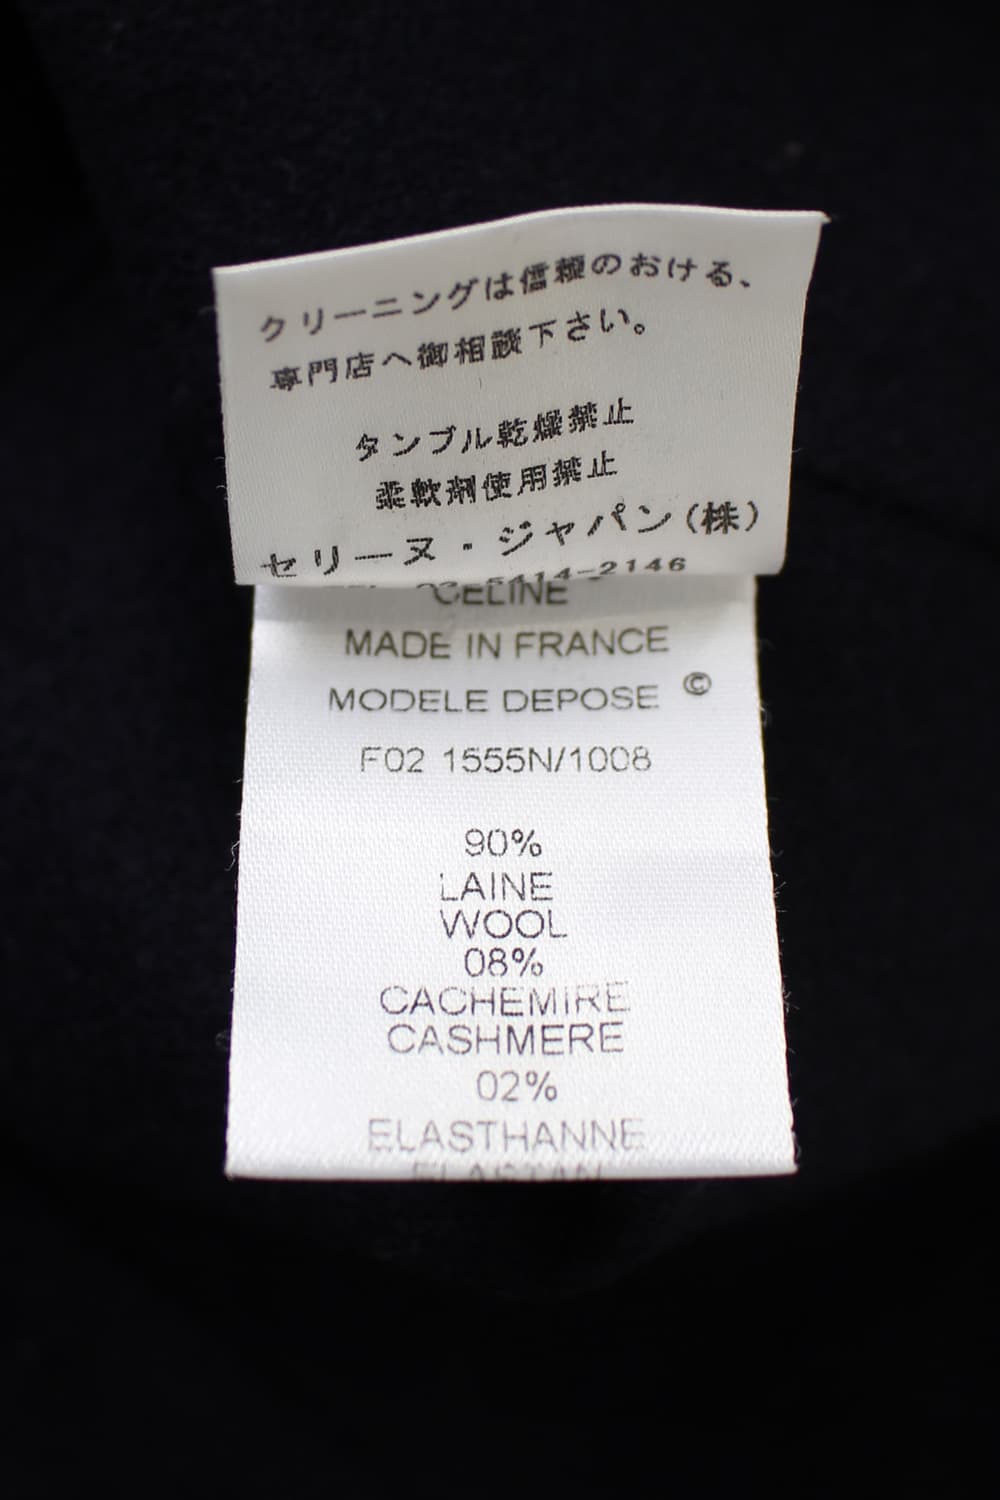 クリーニングは信頼のおける、
専門店へ御相談下さい。
タンブル乾燥禁止
柔軟剤使用禁止
セリーヌ・ジャパン(株)
5414-2146
CELINE
MADE IN FRANCE
MODELE DEPOSE ©
F02 1555N/1008
90%
LAINE
WOOL
08%
CACHEMIRE
CASHMERE
02%
ELASTHANNE